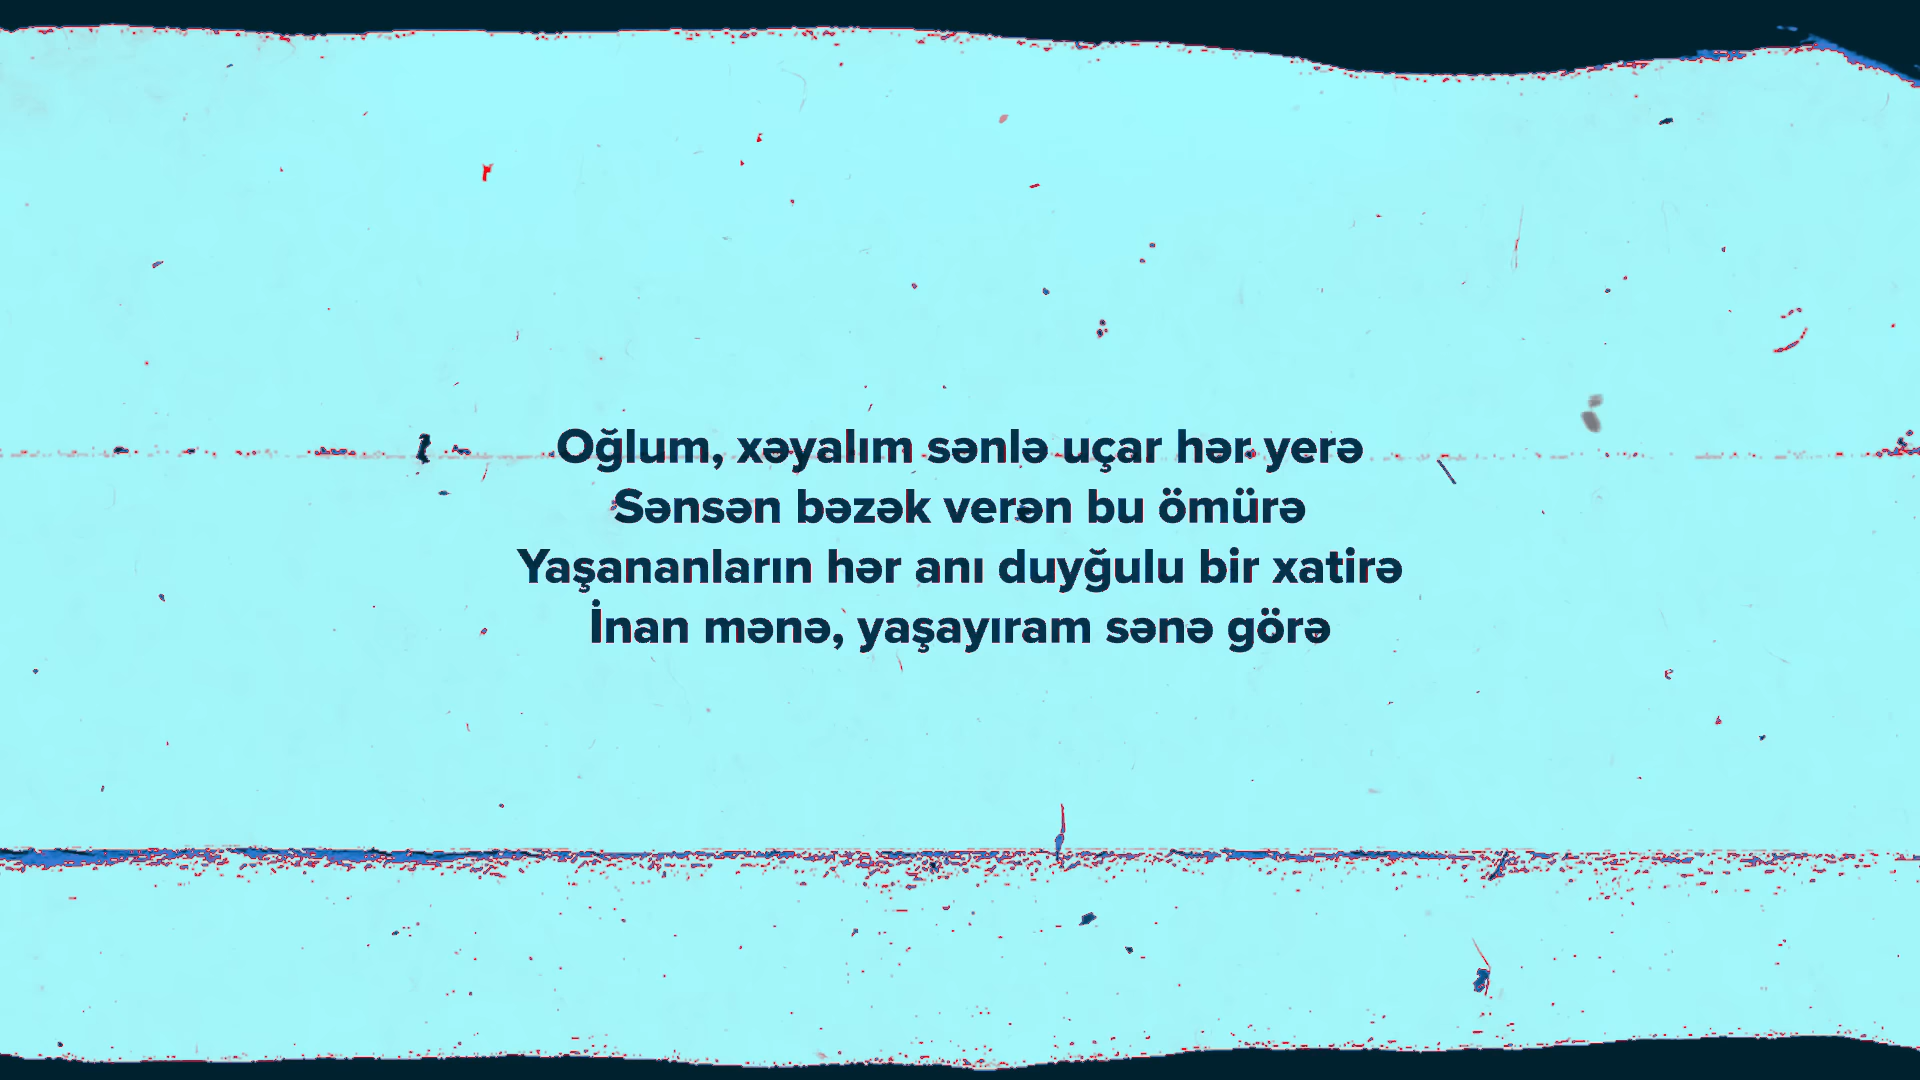 Oğlum, xəyalım sənlə uçar hər yerə
Sənsən bəzək verən bu ömürə
Yaşananların hər anı duyğulu bir xatirə
İnan mənə, yaşayıram sənə görə